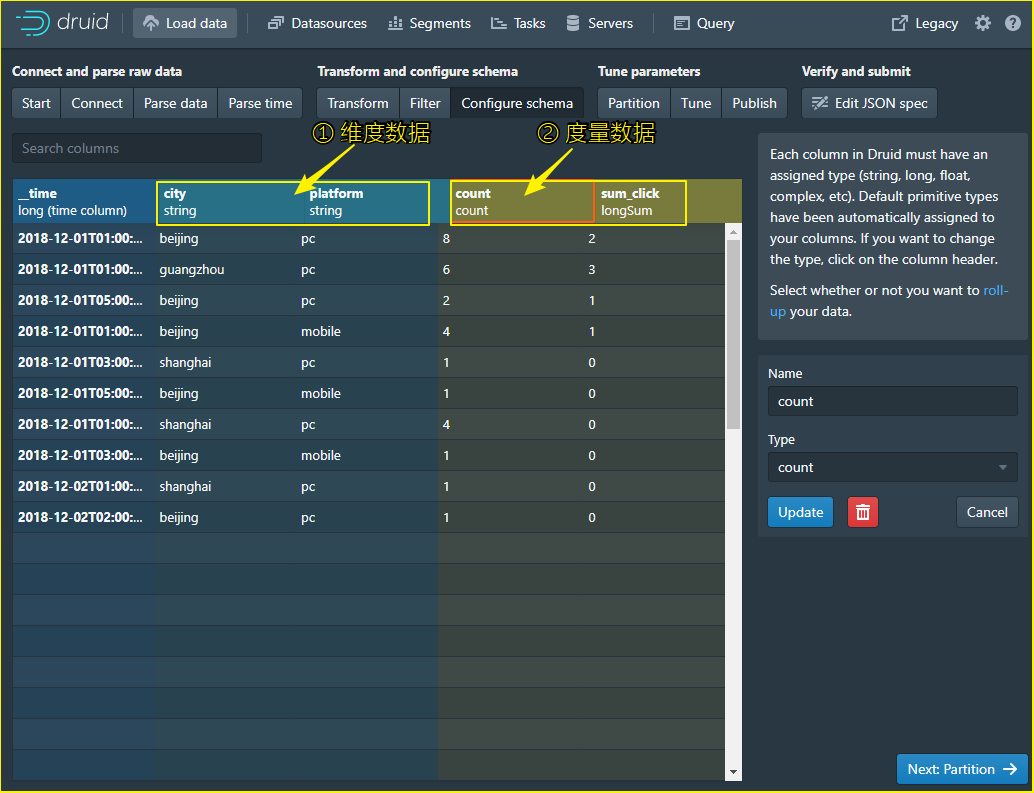 druid Load data Datasources Segments Tasks Servers Query Legacy
Connect and parse raw data Transform and configure schema Tune parameters Verify and submit
Start Connect Parse data Parse time Transform Filter Configure schema Partition Tune Publish Edit JSON spec
① 维度数据 ② 度量数据
Search columns
__time city platform count sum_click
long (time column) string string count longSum
2018-12-01T01:00:... beijing pc 8 2
2018-12-01T01:00:... guangzhou pc 6 3
2018-12-01T05:00:... beijing pc 2 1
2018-12-01T01:00:... beijing mobile 4 1
2018-12-01T03:00:... shanghai pc 1 0
2018-12-01T05:00:... beijing mobile 1 0
2018-12-01T01:00:... shanghai pc 4 0
2018-12-01T03:00:... beijing mobile 1 0
2018-12-02T01:00:... shanghai pc 1 0
2018-12-02T02:00:... beijing pc 1 0
Each column in Druid must have an
assigned type (string, long, float,
complex, etc). Default primitive types
have been automatically assigned to
your columns. If you want to change
the type, click on the column header.
Select whether or not you want to roll-
up your data.
Name
count
Type
count
Update Cancel
Next: Partition